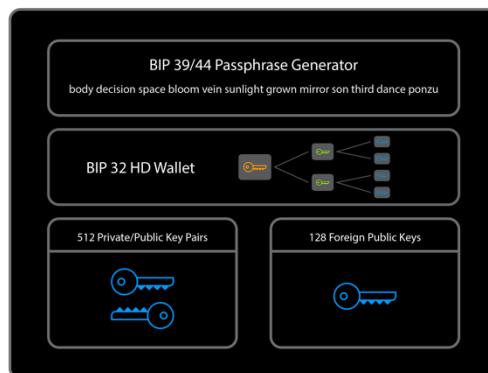 BIP 39/44 Passphrase Generator
body decision space bloom vein sunlight grown mirror son third dance ponzu
BIP 32 HD Wallet
512 Private/Public Key Pairs
128 Foreign Public Keys